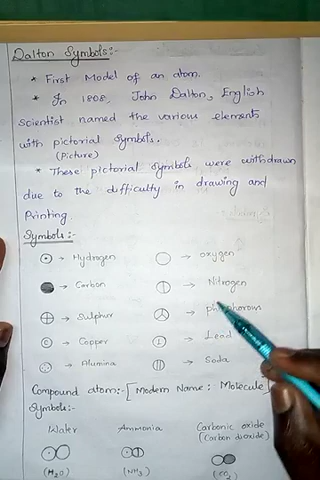 Dalton Symbols:-
* First Model of an atom.
* In 1808, John Dalton, English
scientist named the various elements
with pictorial symbols.
(Picture)
* These pictorial symbols were withdrawn
due to the difficulty in drawing and
Printing.
Symbols:-
→ Hydrogen → oxygen
→ Carbon → Nitrogen
→ Sulphur → Phosphorous
C → Copper L → Lead
→ Alumina → Soda
Compound atom:- [Modern Name: Molecule]
Symbols:-
Water Ammonia Carbonic oxide
(Carbon dioxide)
(H2O) (NH3) (CO2)